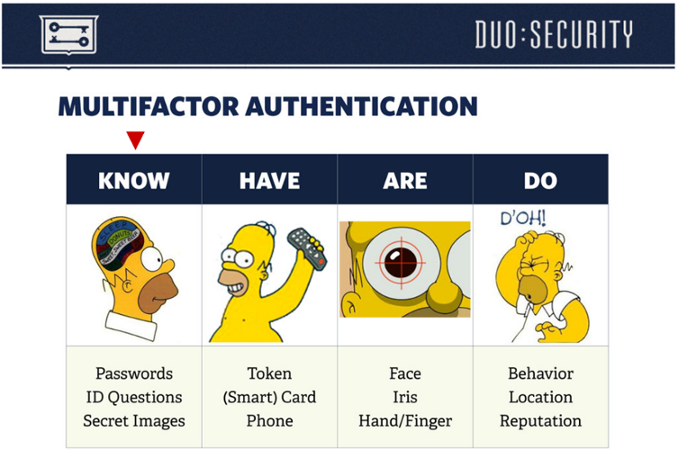 DUO:SECURITY
MULTIFACTOR AUTHENTICATION
KNOW
HAVE
ARE
DO
D'OH!
Passwords
ID Questions
Secret Images
Token
(Smart) Card
Phone
Face
Iris
Hand/Finger
Behavior
Location
Reputation